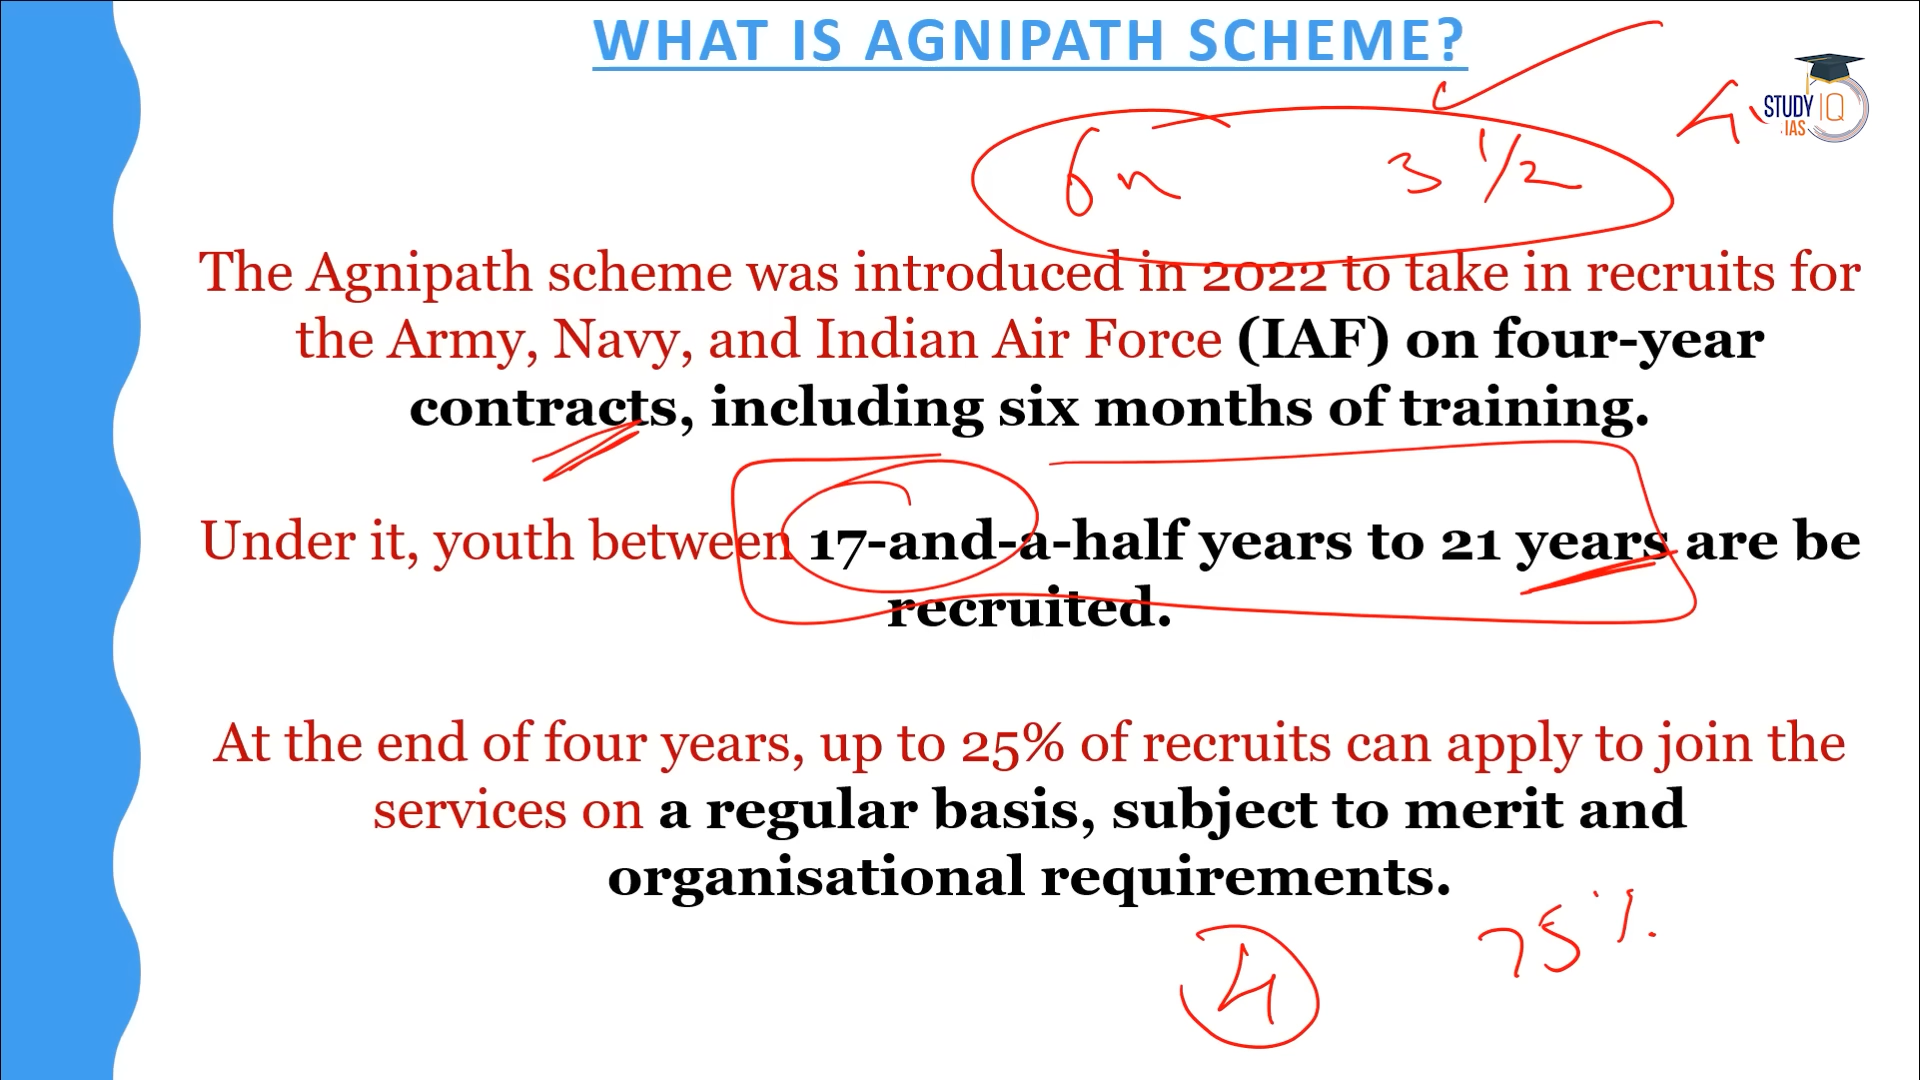 WHAT IS AGNIPATH SCHEME?
STUDY IQ
IAS
4
6m 3 1/2
The Agnipath scheme was introduced in 2022 to take in recruits for
the Army, Navy, and Indian Air Force (IAF) on four-year
contracts, including six months of training.
Under it, youth between 17-and-a-half years to 21 years are be
recruited.
At the end of four years, up to 25% of recruits can apply to join the
services on a regular basis, subject to merit and
organisational requirements.
4 75%